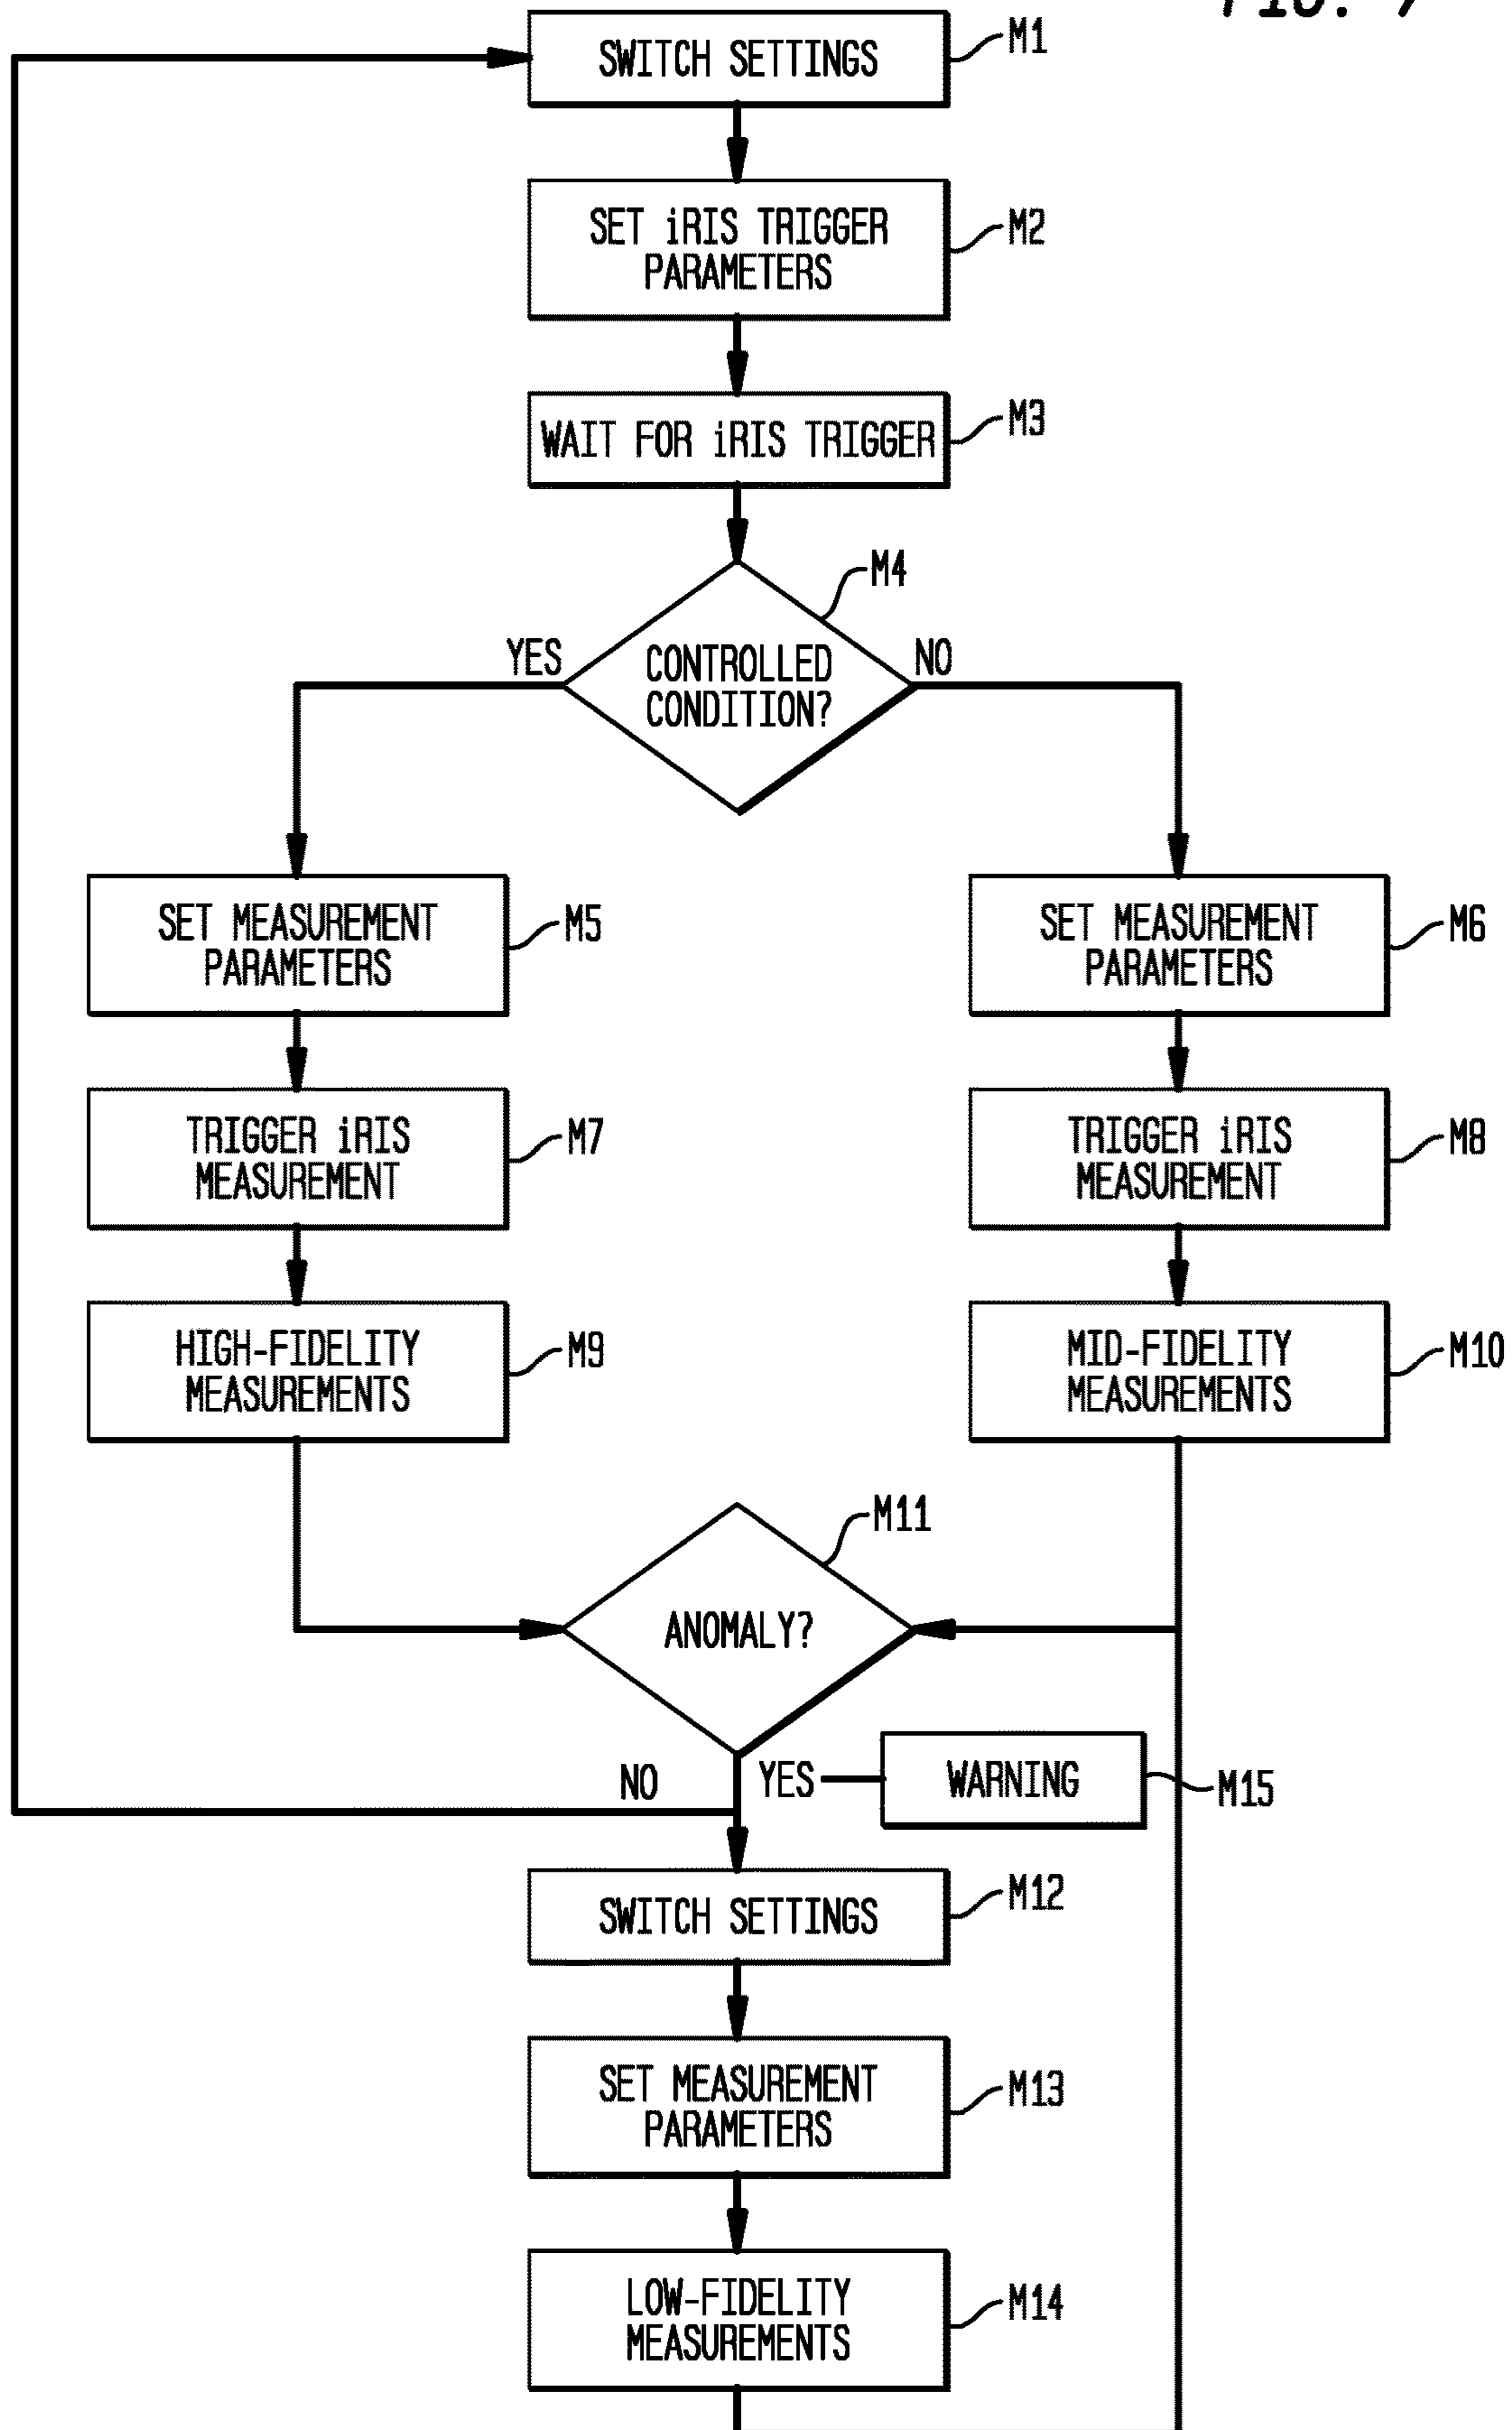 SWITCH SETTINGS
M1
SET iRIS TRIGGER
PARAMETERS
M2
WAIT FOR iRIS TRIGGER
M3
M4
YES
CONTROLLED
CONDITION?
NO
SET MEASUREMENT
PARAMETERS
M5
SET MEASUREMENT
PARAMETERS
M6
TRIGGER iRIS
MEASUREMENT
M7
TRIGGER iRIS
MEASUREMENT
M8
HIGH-FIDELITY
MEASUREMENTS
M9
MID-FIDELITY
MEASUREMENTS
M10
M11
ANOMALY?
NO
YES
WARNING
M15
SWITCH SETTINGS
M12
SET MEASUREMENT
PARAMETERS
M13
LOW-FIDELITY
MEASUREMENTS
M14